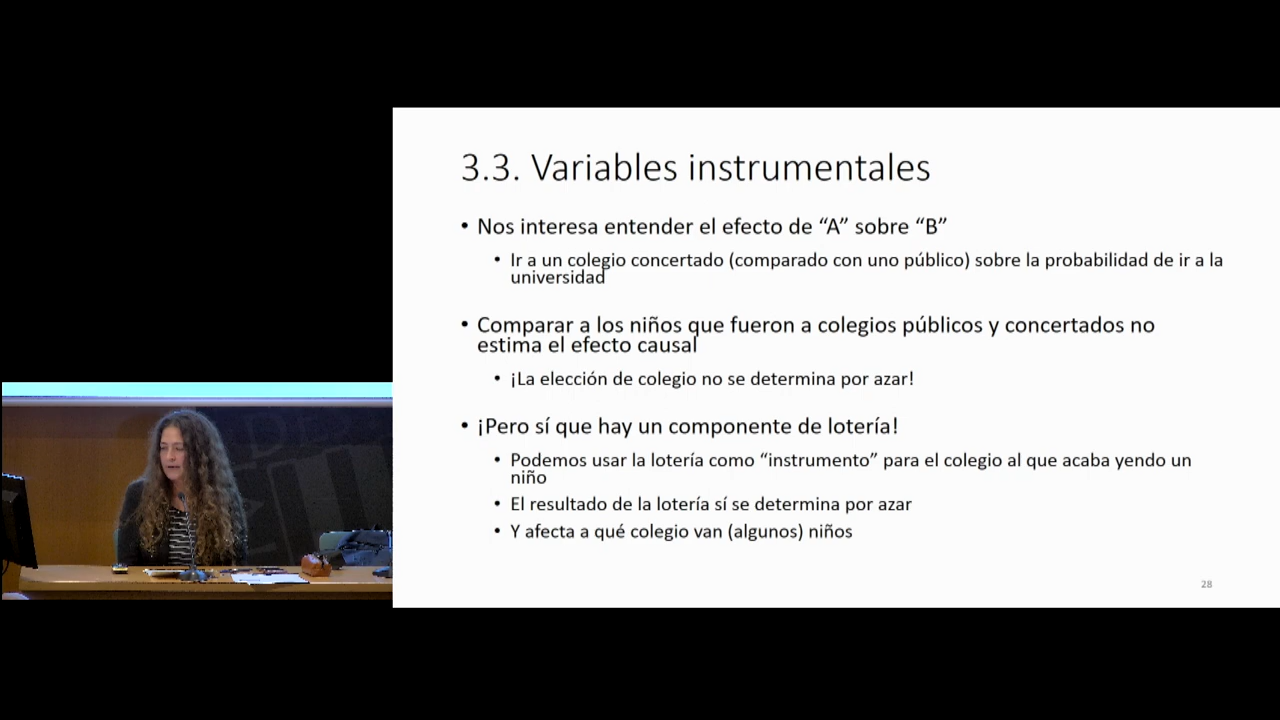 3.3. Variables instrumentales
• Nos interesa entender el efecto de “A” sobre “B”
• Ir a un colegio concertado (comparado con uno público) sobre la probabilidad de ir a la
universidad
• Comparar a los niños que fueron a colegios públicos y concertados no
estima el efecto causal
• ¡La elección de colegio no se determina por azar!
• ¡Pero sí que hay un componente de lotería!
• Podemos usar la lotería como “instrumento” para el colegio al que acaba yendo un
niño
• El resultado de la lotería sí se determina por azar
• Y afecta a qué colegio van (algunos) niños
28